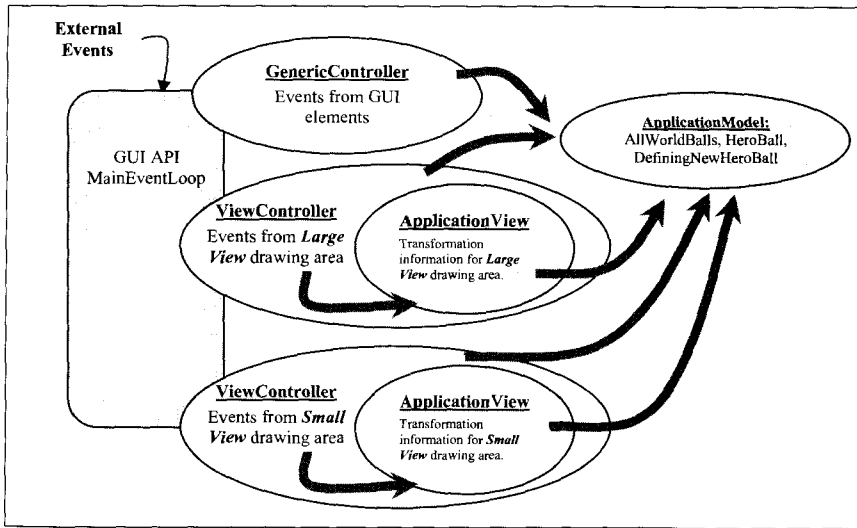 External
Events
GenericController
Events from GUI
elements
ApplicationModel:
AllWorldBalls, HeroBall,
DefiningNewHeroBall
GUI API
MainEventLoop
ViewController
Events from Large
View drawing area
ApplicationView
Transformation
information for Large
View drawing area.
ViewController
Events from Small
View drawing area
ApplicationView
Transformation
information for Small
View drawing area.